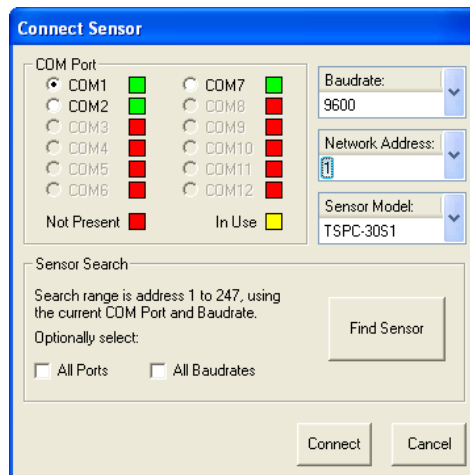 Connect Sensor
COM Port
COM1
COM7
COM2
COM8
COM3
COM9
COM4
COM10
COM5
COM11
COM6
COM12
Not Present
In Use
Baudrate:
9600
Network Address:
1
Sensor Model:
TSPC-30S1
Sensor Search
Search range is address 1 to 247, using
the current COM Port and Baudrate.
Optionally select:
All Ports
All Baudrates
Find Sensor
Connect
Cancel